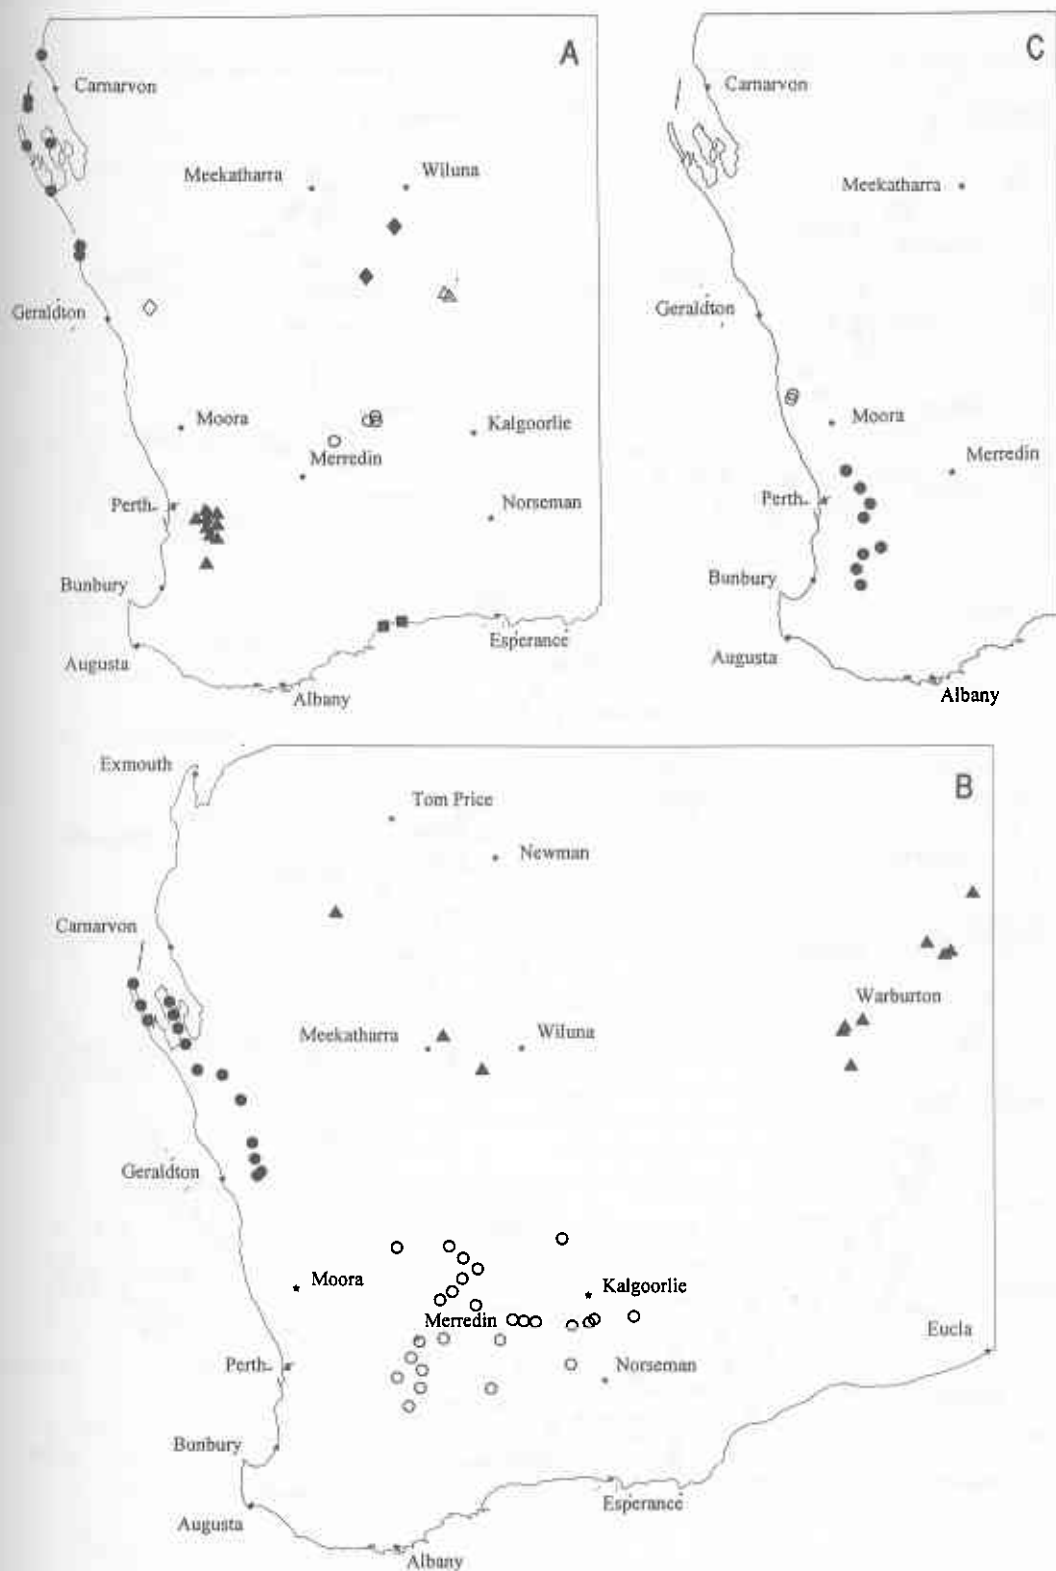 A
Carnarvon
Meekatharra
Wiluna
Geraldton
Moora
Kalgoorlie
Merredin
Perth
Norseman
Bunbury
Esperance
Augusta
Albany
C
Carnarvon
Meekatharra
Geraldton
Moora
Merredin
Perth
Bunbury
Augusta
Albany
B
Exmouth
Tom Price
Newman
Carnarvon
Warburton
Meekatharra
Wiluna
Geraldton
Moora
Kalgoorlie
Merredin
Eucla
Perth
Norseman
Bunbury
Esperance
Augusta
Albany